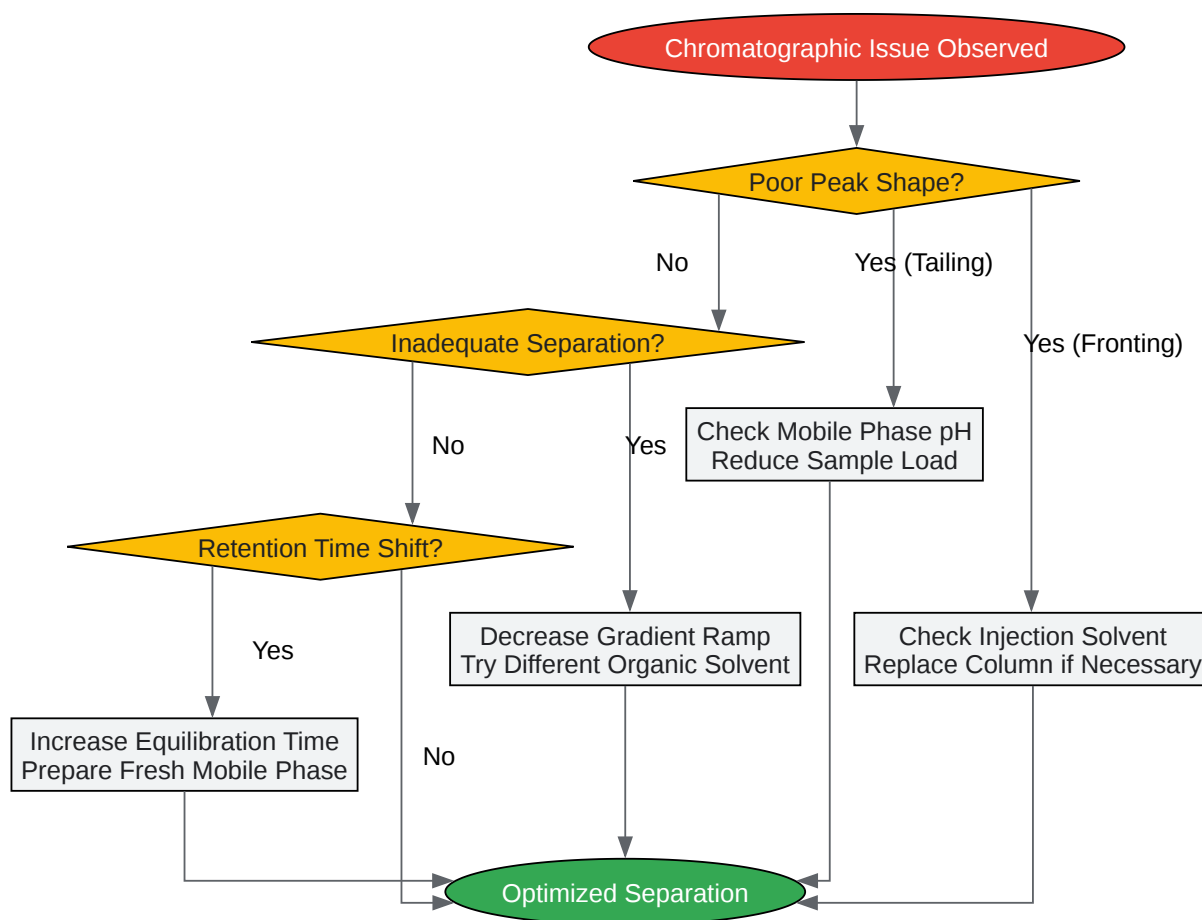 Chromatographic Issue Observed
Poor Peak Shape?
No
Yes (Tailing)
Inadequate Separation?
Yes (Fronting)
No
Yes
Check Mobile Phase pH
Reduce Sample Load
Retention Time Shift?
Yes
Decrease Gradient Ramp
Try Different Organic Solvent
Check Injection Solvent
Replace Column if Necessary
Increase Equilibration Time
Prepare Fresh Mobile Phase
No
Optimized Separation